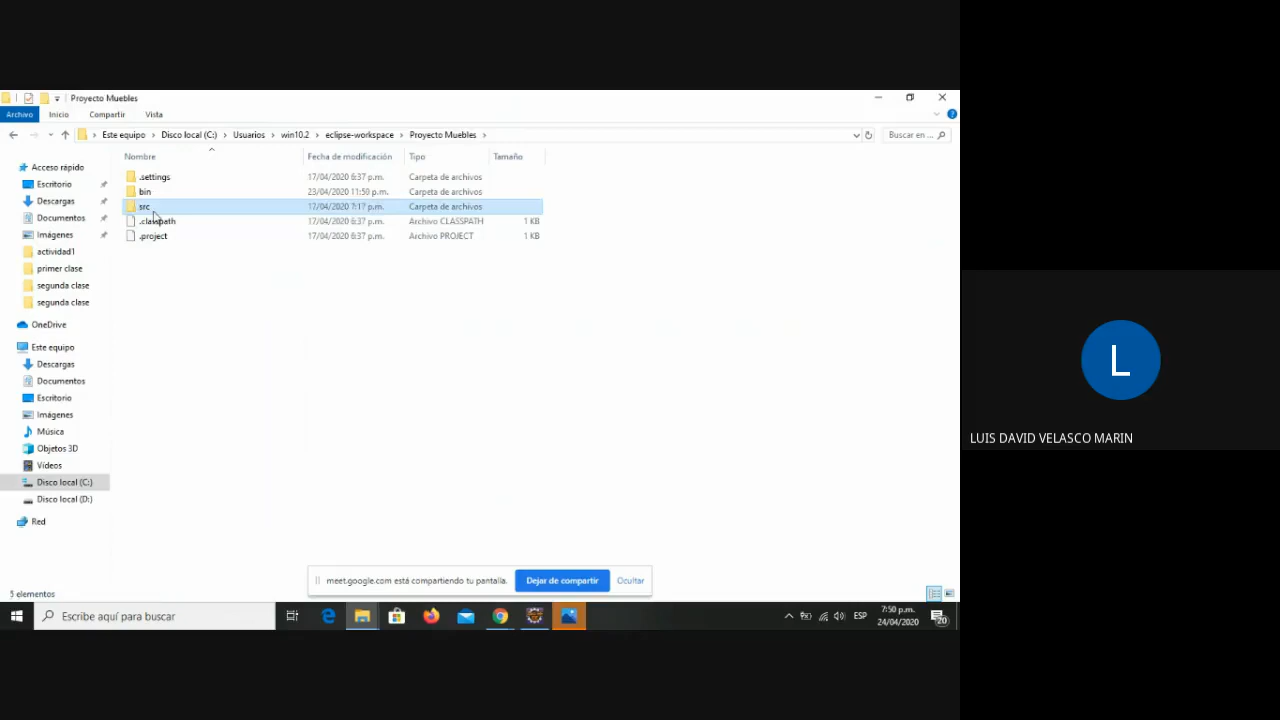 Proyecto Muebles
Archivo Inicio Compartir Vista
Este equipo > Disco local (C:) > Usuarios > win10.2 > eclipse-workspace > Proyecto Muebles >
Buscar en ...
Nombre Fecha de modificación Tipo Tamaño
.settings 17/04/2020 6:37 p.m. Carpeta de archivos
bin 23/04/2020 11:50 p.m. Carpeta de archivos
src 17/04/2020 7:17 p.m. Carpeta de archivos
.classpath 17/04/2020 6:37 p.m. Archivo CLASSPATH 1 KB
.project 17/04/2020 6:37 p.m. Archivo PROJECT 1 KB
Acceso rápido
Escritorio
Descargas
Documentos
Imágenes
actividad1
primer clase
segunda clase
segunda clase
OneDrive
Este equipo
Descargas
Documentos
Escritorio
Imágenes
Música
Objetos 3D
Vídeos
Disco local (C:)
Disco local (D:)
Red
L
LUIS DAVID VELASCO MARIN
meet.google.com está compartiendo tu pantalla.
Dejar de compartir
Ocultar
5 elementos
Escribe aquí para buscar
ESP
7:50 p.m.
24/04/2020
20